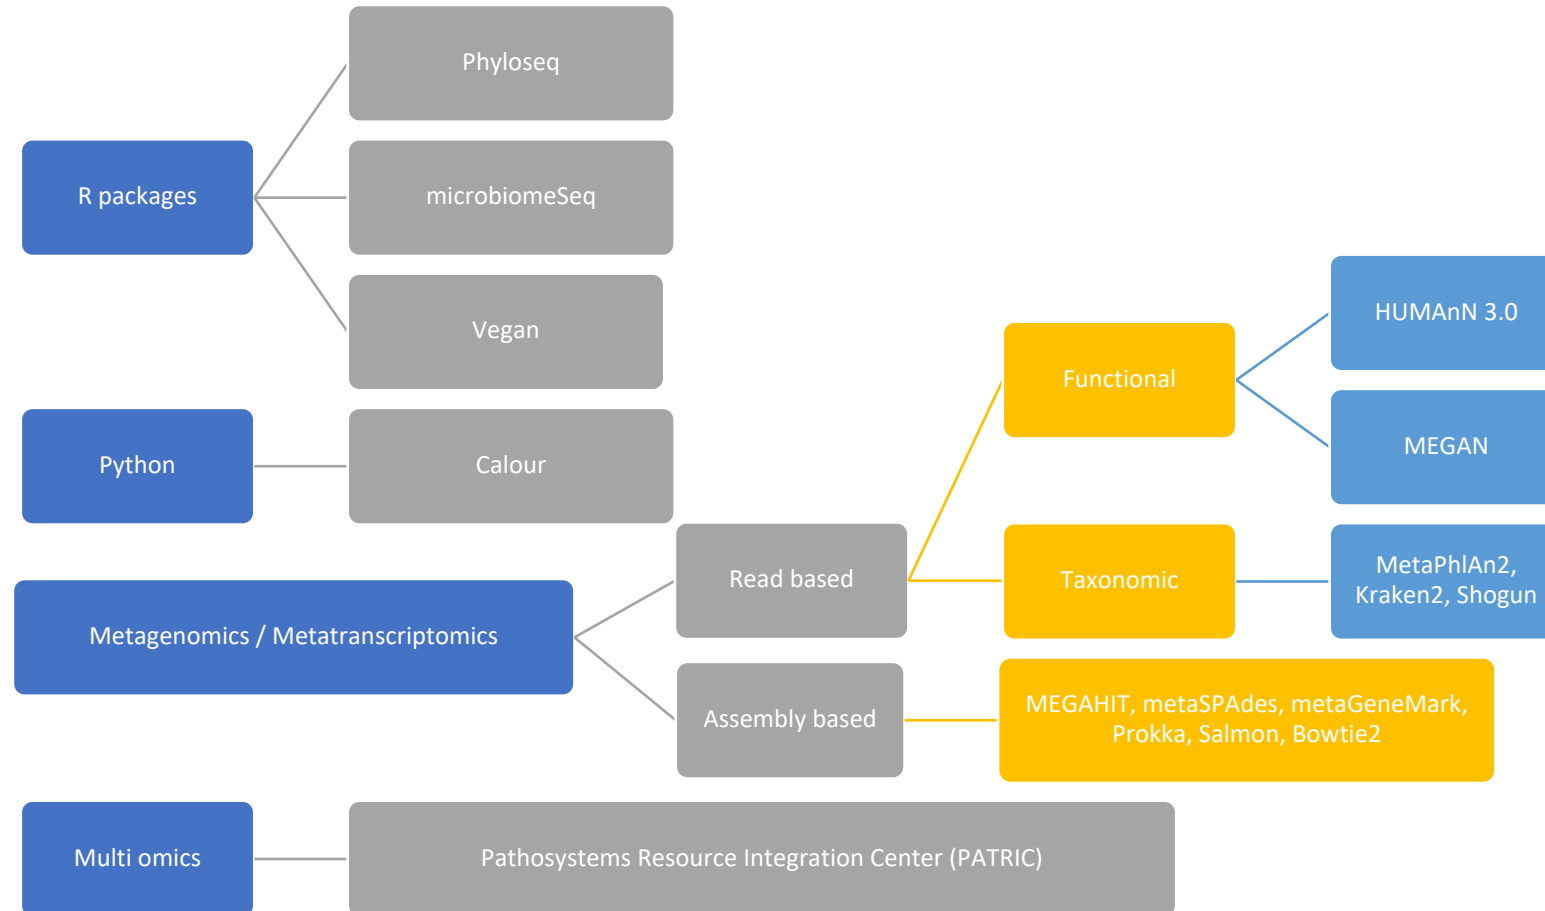 Phyloseq
R packages
microbiomeSeq
Vegan
HUMAnN 3.0
Functional
MEGAN
Python
Calour
Read based
Taxonomic
MetaPhlAn2,
Kraken2, Shogun
Metagenomics / Metatranscriptomics
Assembly based
MEGAHIT, metaSPAdes, metaGeneMark,
Prokka, Salmon, Bowtie2
Multi omics
Pathosystems Resource Integration Center (PATRIC)